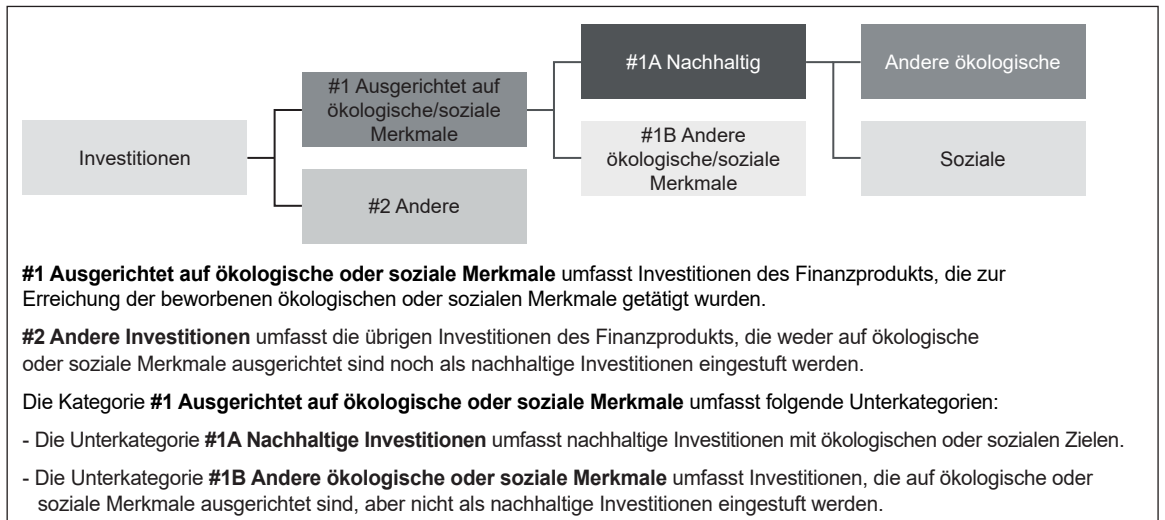 Investitionen
#1 Ausgerichtet auf
ökologische/soziale
Merkmale
#2 Andere
#1A Nachhaltig
#1B Andere
ökologische/soziale
Merkmale
Andere ökologische
Soziale
#1 Ausgerichtet auf ökologische oder soziale Merkmale umfasst Investitionen des Finanzprodukts, die zur
Erreichung der beworbenen ökologischen oder sozialen Merkmale getätigt wurden.
#2 Andere Investitionen umfasst die übrigen Investitionen des Finanzprodukts, die weder auf ökologische
oder soziale Merkmale ausgerichtet sind noch als nachhaltige Investitionen eingestuft werden.
Die Kategorie #1 Ausgerichtet auf ökologische oder soziale Merkmale umfasst folgende Unterkategorien:
- Die Unterkategorie #1A Nachhaltige Investitionen umfasst nachhaltige Investitionen mit ökologischen oder sozialen Zielen.
- Die Unterkategorie #1B Andere ökologische oder soziale Merkmale umfasst Investitionen, die auf ökologische oder
soziale Merkmale ausgerichtet sind, aber nicht als nachhaltige Investitionen eingestuft werden.